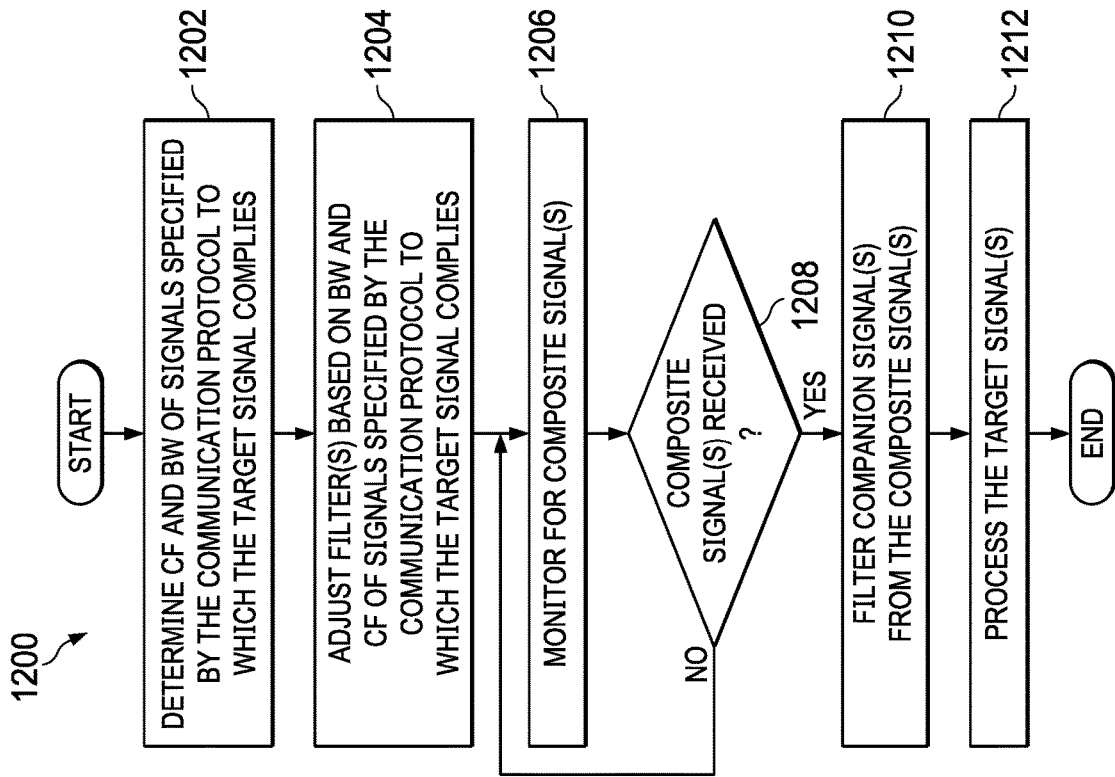 1200
START
DETERMINE CF AND BW OF SIGNALS SPECIFIED
BY THE COMMUNICATION PROTOCOL TO
WHICH THE TARGET SIGNAL COMPLIES
1202
ADJUST FILTER(S) BASED ON BW AND
CF OF SIGNALS SPECIFIED BY THE
COMMUNICATION PROTOCOL TO
WHICH THE TARGET SIGNAL COMPLIES
1204
MONITOR FOR COMPOSITE SIGNAL(S)
1206
COMPOSITE
SIGNAL(S) RECEIVED
?
1208
NO
YES
FILTER COMPANION SIGNAL(S)
FROM THE COMPOSITE SIGNAL(S)
1210
PROCESS THE TARGET SIGNAL(S)
1212
END